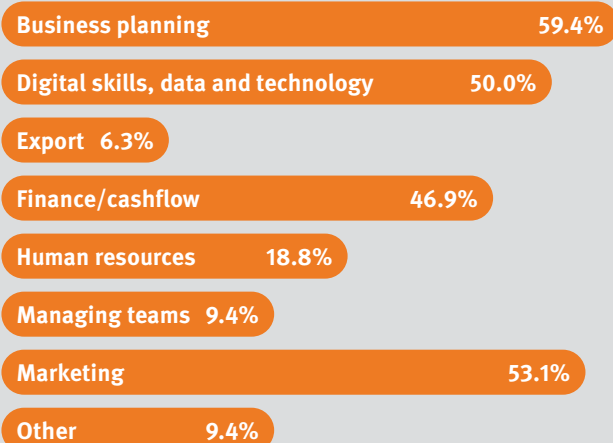 Business planning 59.4%
Digital skills, data and technology 50.0%
Export 6.3%
Finance/cashflow 46.9%
Human resources 18.8%
Managing teams 9.4%
Marketing 53.1%
Other 9.4%